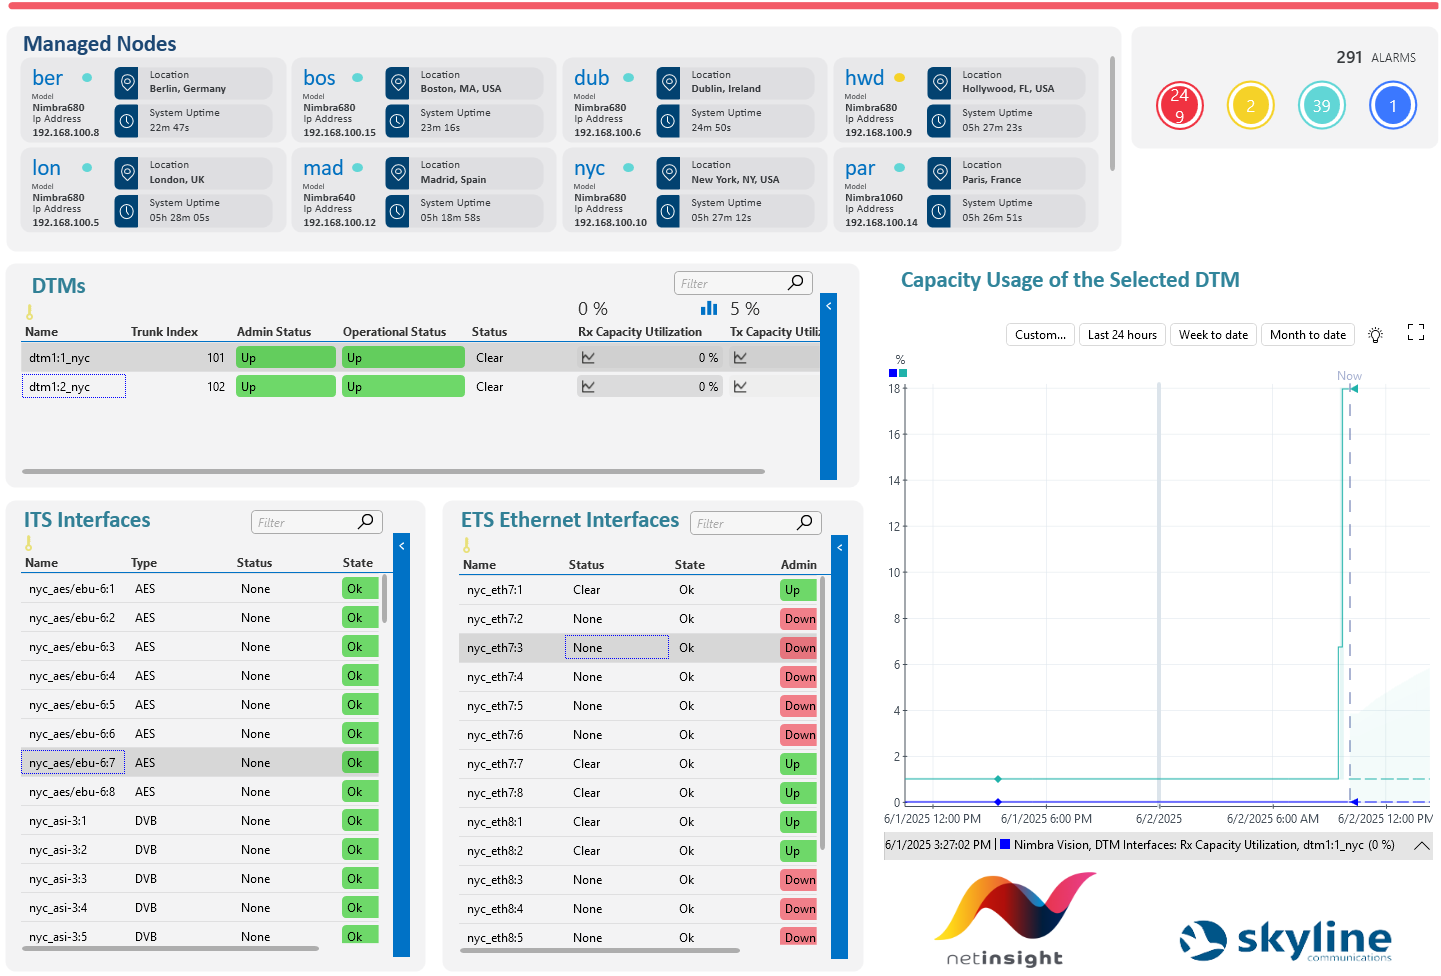 Managed Nodes
ber
Model
Nimbra680
Ip Address
192.168.100.8
Location
Berlin, Germany
System Uptime
22m 47s
bos
Model
Nimbra680
Ip Address
192.168.100.15
Location
Boston, MA, USA
System Uptime
23m 16s
dub
Model
Nimbra680
Ip Address
192.168.100.6
Location
Dublin, Ireland
System Uptime
24m 50s
hwd
Model
Nimbra680
Ip Address
192.168.100.9
Location
Hollywood, FL, USA
System Uptime
05h 27m 23s
lon
Model
Nimbra680
Ip Address
192.168.100.5
Location
London, UK
System Uptime
05h 28m 05s
mad
Model
Nimbra640
Ip Address
192.168.100.12
Location
Madrid, Spain
System Uptime
05h 18m 58s
nyc
Model
Nimbra680
Ip Address
192.168.100.10
Location
New York, NY, USA
System Uptime
05h 27m 12s
par
Model
Nimbra1060
Ip Address
192.168.100.14
Location
Paris, France
System Uptime
05h 26m 51s
291 ALARMS
24
9
2
39
1
DTMs
Filter
0 % 5 %
Name Trunk Index Admin Status Operational Status Status Rx Capacity Utilization Tx Capacity Utiliz
dtm1:1_nyc 101 Up Up Clear 0 %
dtm1:2_nyc 102 Up Up Clear 0 %
ITS Interfaces
Filter
Name Type Status State
nyc_aes/ebu-6:1 AES None Ok
nyc_aes/ebu-6:2 AES None Ok
nyc_aes/ebu-6:3 AES None Ok
nyc_aes/ebu-6:4 AES None Ok
nyc_aes/ebu-6:5 AES None Ok
nyc_aes/ebu-6:6 AES None Ok
nyc_aes/ebu-6:7 AES None Ok
nyc_aes/ebu-6:8 AES None Ok
nyc_asi-3:1 DVB None Ok
nyc_asi-3:2 DVB None Ok
nyc_asi-3:3 DVB None Ok
nyc_asi-3:4 DVB None Ok
nyc_asi-3:5 DVB None Ok
ETS Ethernet Interfaces
Filter
Name Status State Admin
nyc_eth7:1 Clear Ok Up
nyc_eth7:2 None Ok Down
nyc_eth7:3 None Ok Down
nyc_eth7:4 None Ok Down
nyc_eth7:5 None Ok Down
nyc_eth7:6 None Ok Down
nyc_eth7:7 Clear Ok Up
nyc_eth7:8 Clear Ok Up
nyc_eth8:1 Clear Ok Up
nyc_eth8:2 Clear Ok Up
nyc_eth8:3 None Ok Down
nyc_eth8:4 None Ok Down
nyc_eth8:5 None Ok Down
Capacity Usage of the Selected DTM
Custom... Last 24 hours Week to date Month to date
%
Now
18
16
14
12
10
8
6
4
2
0
6/1/2025 12:00 PM 6/1/2025 6:00 PM 6/2/2025 6/2/2025 6:00 AM 6/2/2025 12:00 PM
6/1/2025 3:27:02 PM | Nimbra Vision, DTM Interfaces: Rx Capacity Utilization, dtm1:1_nyc (0 %)
netinsight
skyline
communications